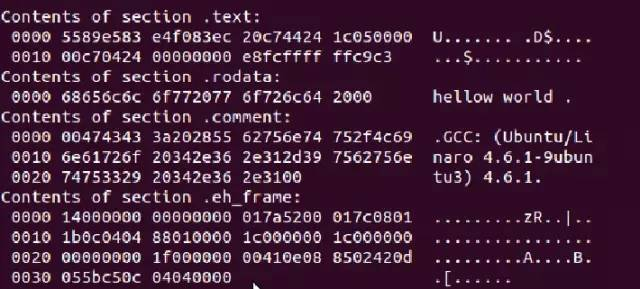 Contents of section .text:
 0000 5589e583 e4f083ec 20c74424 1c050000  U....... .D$....
 0010 00c70424 00000000 e8fcffff ffc9c3    ...$...........
Contents of section .rodata:
 0000 68656c6c 6f772077 6f726c64 2000      hellow world .
Contents of section .comment:
 0000 00474343 3a202855 62756e74 752f4c69  .GCC: (Ubuntu/Li
 0010 6e61726f 20342e36 2e312d39 7562756e  naro 4.6.1-9ubun
 0020 74753329 20342e36 2e3100             tu3) 4.6.1.
Contents of section .eh_frame:
 0000 14000000 00000000 017a5200 017c0801  .........zR..|..
 0010 1b0c0404 88010000 1c000000 1c000000  ................
 0020 00000000 1f000000 00410e08 8502420d  .........A....B.
 0030 055bc50c 04040000                    .[......